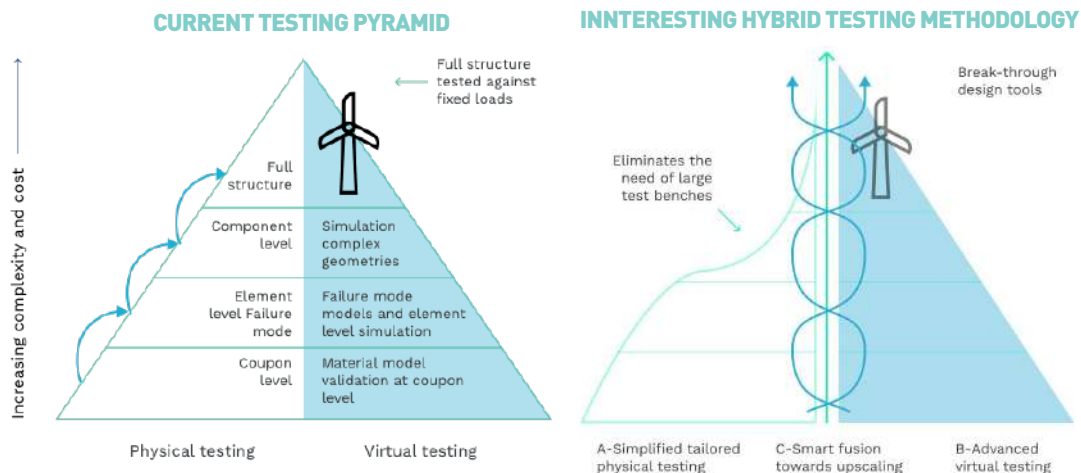 CURRENT TESTING PYRAMID
Increasing complexity and cost
Full structure
tested against
fixed loads
Full
structure
Component
level
Simulation
complex
geometries
Element
level Failure
mode
Failure mode
models and element
level simulation
Coupon
level
Material model
validation at coupon
level
Physical testing
Virtual testing
INNTERESTING HYBRID TESTING METHODOLOGY
Break-through
design tools
Eliminates the
need of large
test benches
A-Simplified tailored
physical testing
C-Smart fusion
towards upscaling
B-Advanced
virtual testing